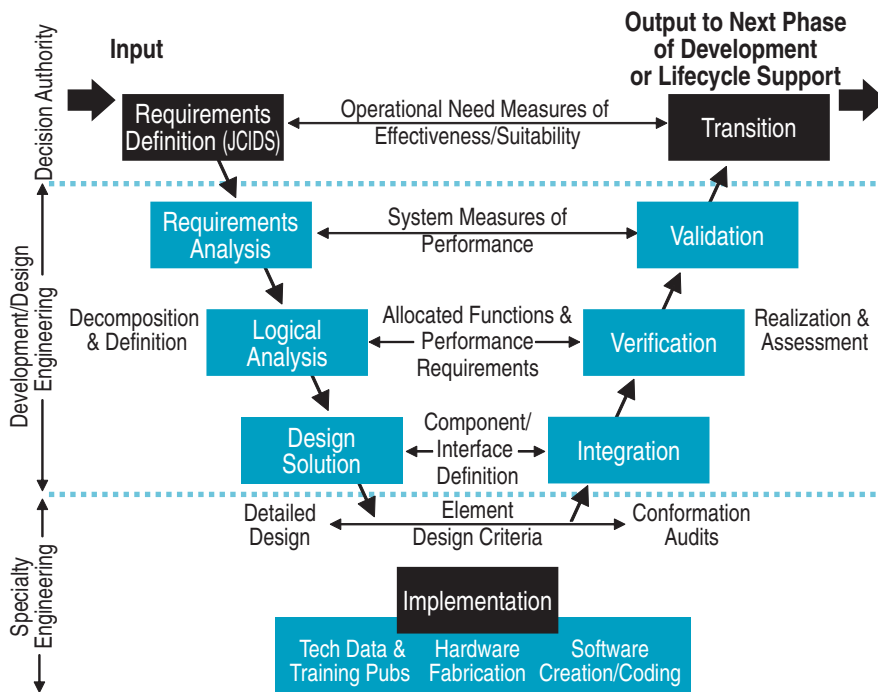 Input
Output to Next Phase
of Development
or Lifecycle Support
Decision Authority
Requirements
Definition (JCIDS)
Operational Need Measures of
Effectiveness/Suitability
Transition
Development/Design
Engineering
Requirements
Analysis
System Measures of
Performance
Validation
Decomposition
& Definition
Logical
Analysis
Allocated Functions &
Performance
Requirements
Verification
Realization &
Assessment
Design
Solution
Component/
Interface
Definition
Integration
Specialty
Engineering
Detailed
Design
Element
Design Criteria
Conformation
Audits
Implementation
Tech Data &
Training Pubs
Hardware
Fabrication
Software
Creation/Coding